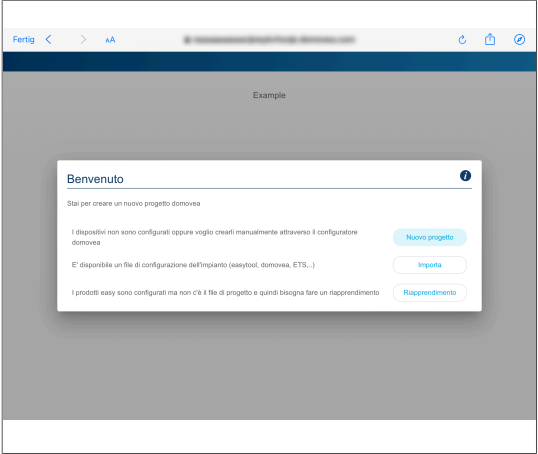 Fertig
AA
Example
Benvenuto
Stai per creare un nuovo progetto domovea
I dispositivi non sono configurati oppure voglio crearli manualmente attraverso il configuratore
domovea
Nuovo progetto
E' disponibile un file di configurazione dell'impianto (easytool, domovea, ETS,..)
Importa
I prodotti easy sono configurati ma non c'è il file di progetto e quindi bisogna fare un riapprendimento
Riapprendimento